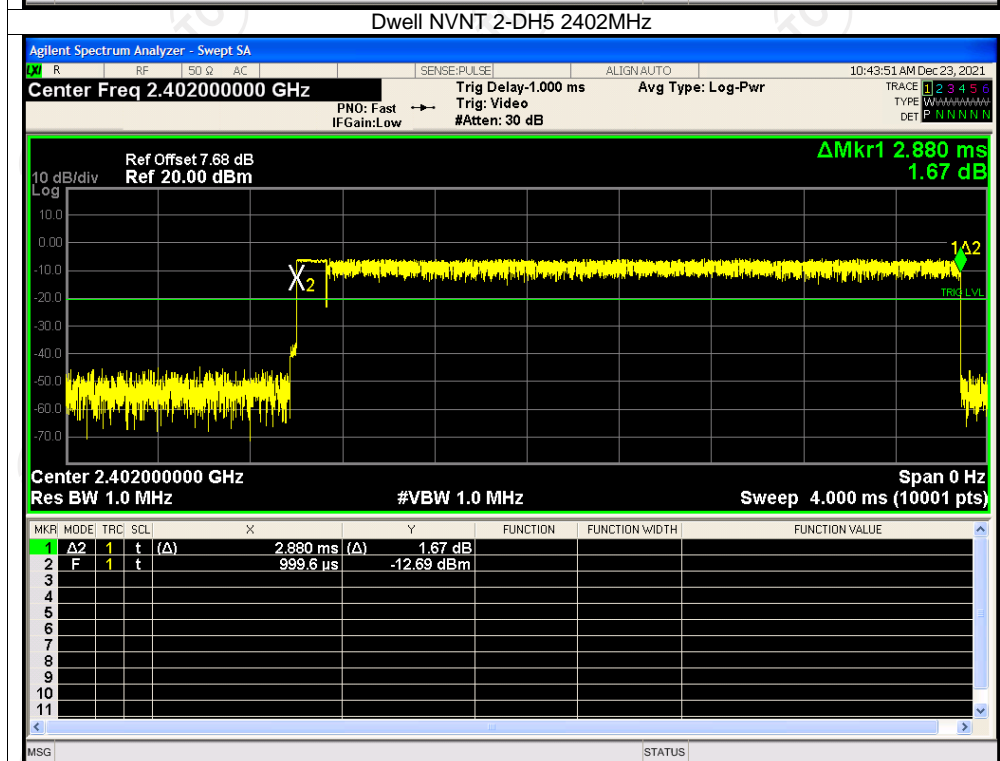 Dwell NVNT 2-DH5 2402MHz
Agilent Spectrum Analyzer - Swept SA
LXI R RF 50 Ω AC SENSE:PULSE ALIGN AUTO 10:43:51 AM Dec 23, 2021
Center Freq 2.402000000 GHz Trig Delay-1.000 ms Avg Type: Log-Pwr TRACE 1 2 3 4 5 6
PNO: Fast Trig: Video TYPE W
IFGain:Low #Atten: 30 dB DET P N N N N N
ΔMkr1 2.880 ms
1.67 dB
Ref Offset 7.68 dB
10 dB/div Ref 20.00 dBm
Log
10.0
0.00
1Δ2
-10.0
2
-20.0
TRIG LVL
-30.0
-40.0
-50.0
-60.0
-70.0
Center 2.402000000 GHz Span 0 Hz
Res BW 1.0 MHz #VBW 1.0 MHz Sweep 4.000 ms (10001 pts)
MKR MODE TRC SCL X Y FUNCTION FUNCTION WIDTH FUNCTION VALUE
1 Δ2 1 t (Δ) 2.880 ms (Δ) 1.67 dB
2 F 1 t 999.6 µs -12.69 dBm
3
4
5
6
7
8
9
10
11
MSG STATUS